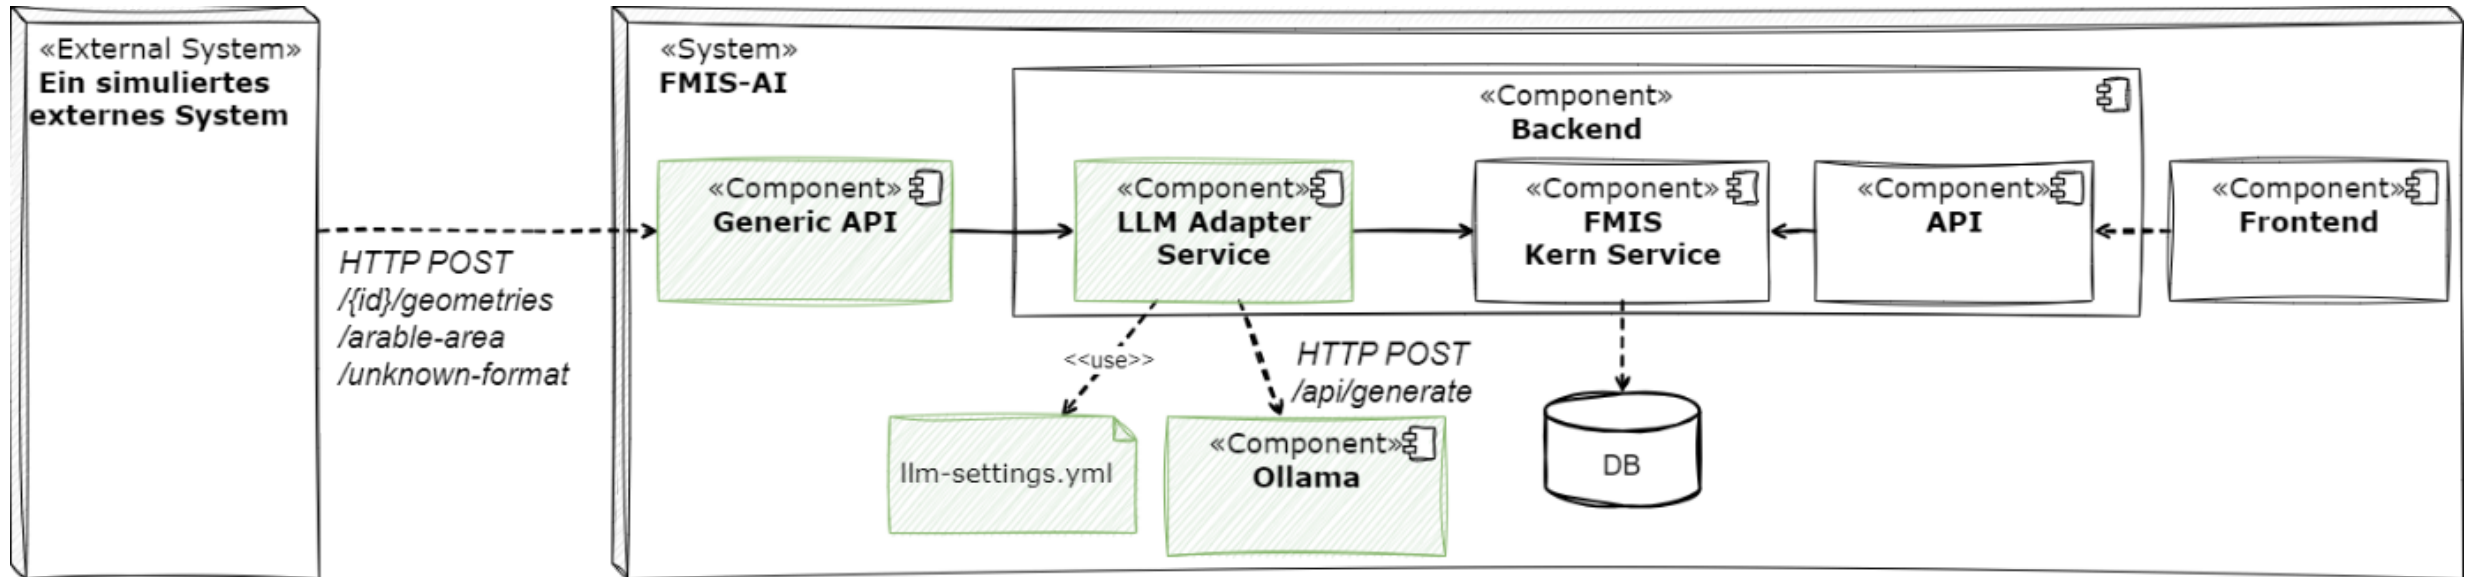 «External System»
Ein simuliertes
externes System
HTTP POST
/{id}/geometries
/arable-area
/unknown-format
«System»
FMIS-AI
«Component»
Backend
«Component»
Generic API
«Component»
LLM Adapter
Service
«Component»
FMIS
Kern Service
«Component»
API
«Component»
Frontend
<<use>>
HTTP POST
/api/generate
llm-settings.yml
«Component»
Ollama
DB